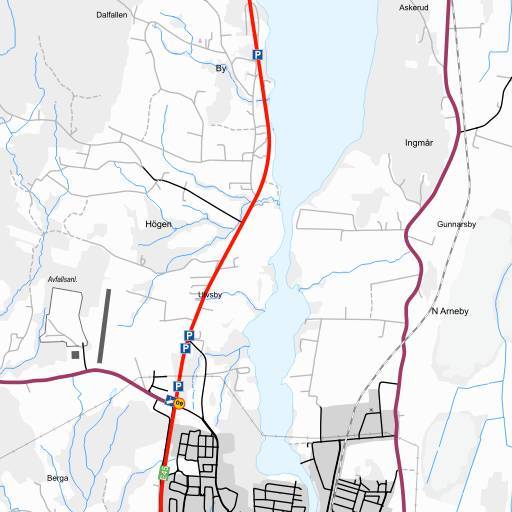 Dalfallen
Askerud
P
By
Ingmår
Högen
Gunnarsby
Avfallsanl.
Ulvsby
N Arneby
P
P
P
Berga